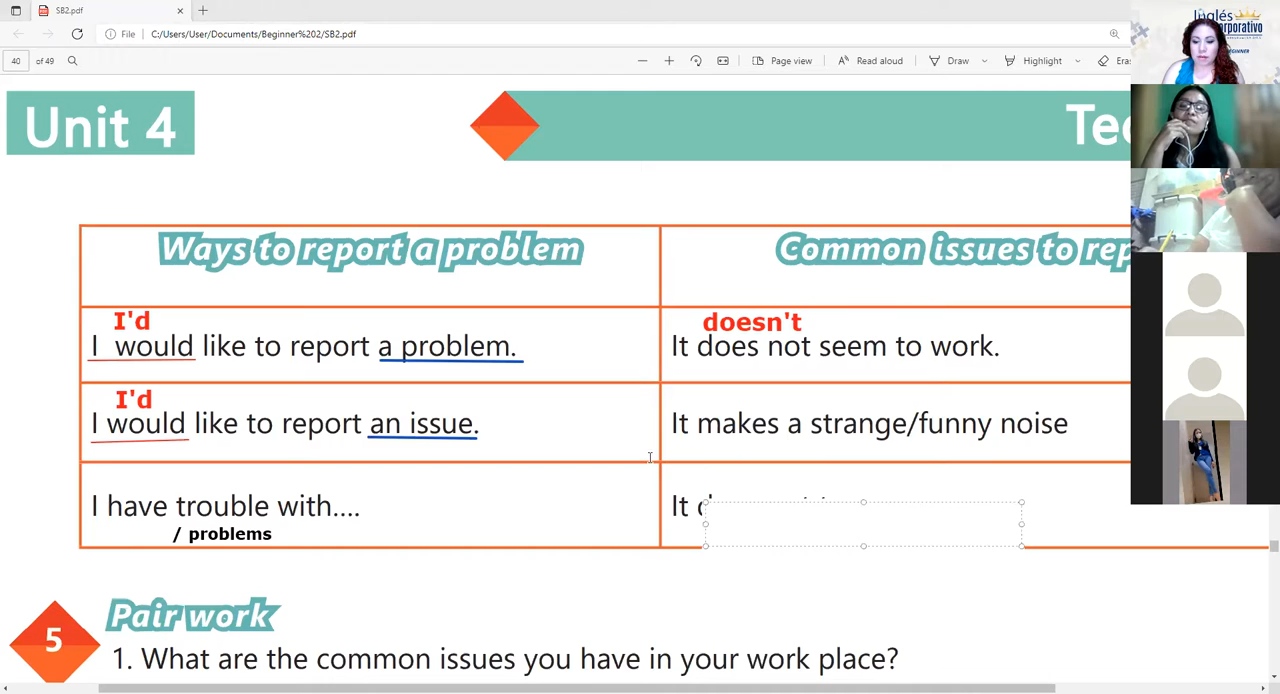 SB2.pdf
File C:/Users/User/Documents/Beginner%202/SB2.pdf
40 of 49 Page view Read aloud Draw Highlight
Inglés
BEGINNER
Unit 4
Ways to report a problem
Common issues to
I'd
I would like to report a problem.
doesn't
It does not seem to work.
I'd
I would like to report an issue.
It makes a strange/funny noise
I have trouble with....
/ problems
It
5
Pair work
1. What are the common issues you have in your work place?